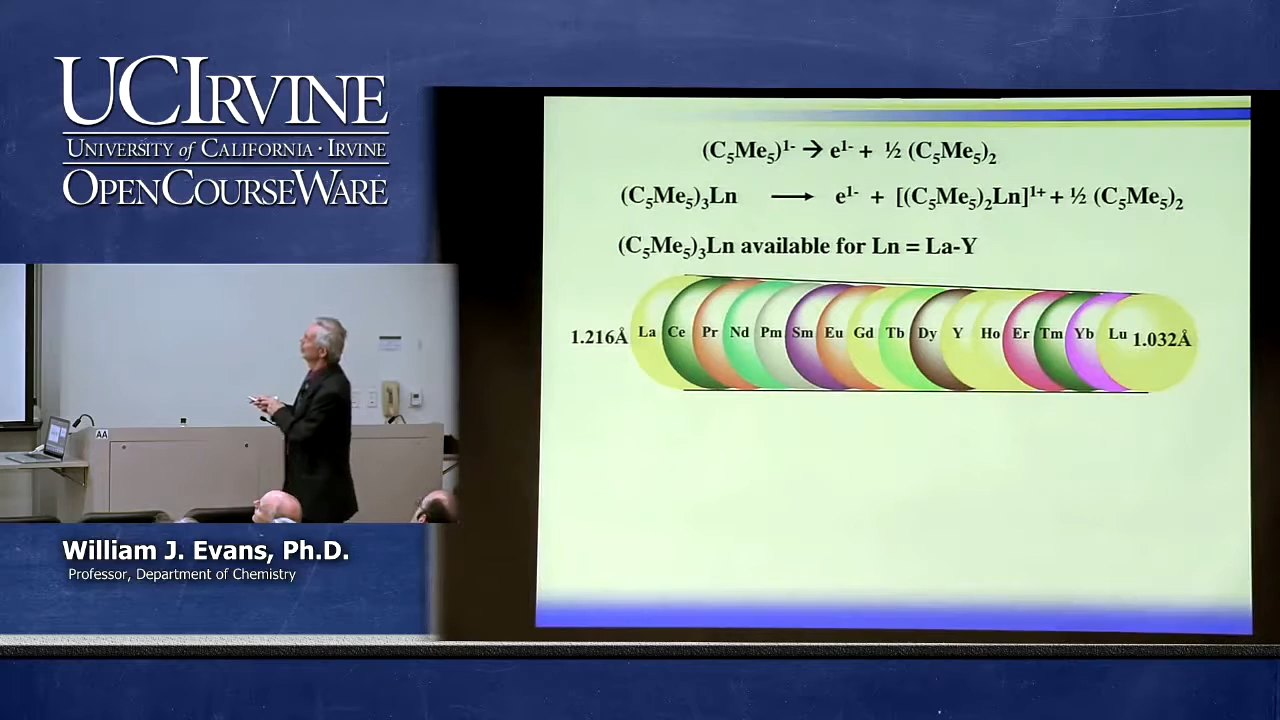 UCIRVINE
UNIVERSITY of CALIFORNIA · IRVINE
OPENCOURSEWARE
AA
William J. Evans, Ph.D.
Professor, Department of Chemistry
(C₅Me₅)¹⁻ → e¹⁻ + ½ (C₅Me₅)₂
(C₅Me₅)₃Ln ⟶ e¹⁻ + [(C₅Me₅)₂Ln]¹⁺ + ½ (C₅Me₅)₂
(C₅Me₅)₃Ln available for Ln = La-Y
1.216Å La Ce Pr Nd Pm Sm Eu Gd Tb Dy Y Ho Er Tm Yb Lu 1.032Å